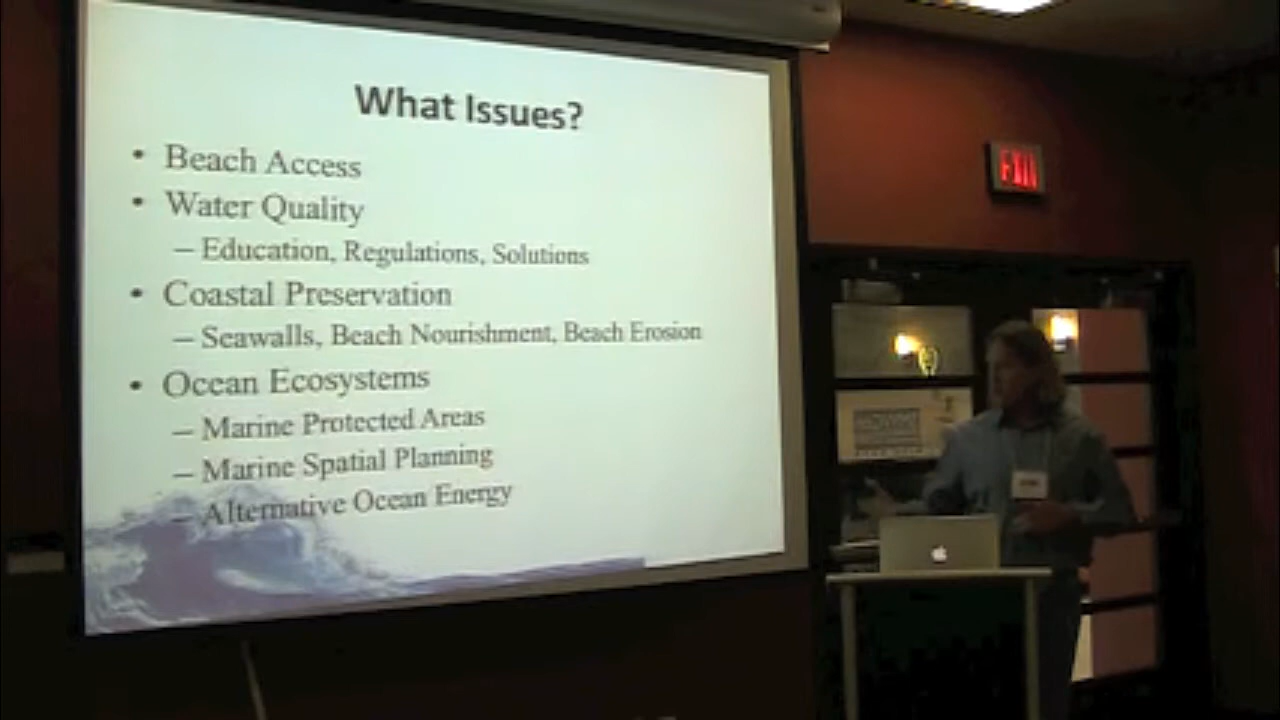 What Issues?
• Beach Access
• Water Quality
– Education, Regulations, Solutions
• Coastal Preservation
– Seawalls, Beach Nourishment, Beach Erosion
• Ocean Ecosystems
– Marine Protected Areas
– Marine Spatial Planning
– Alternative Ocean Energy
EXIT